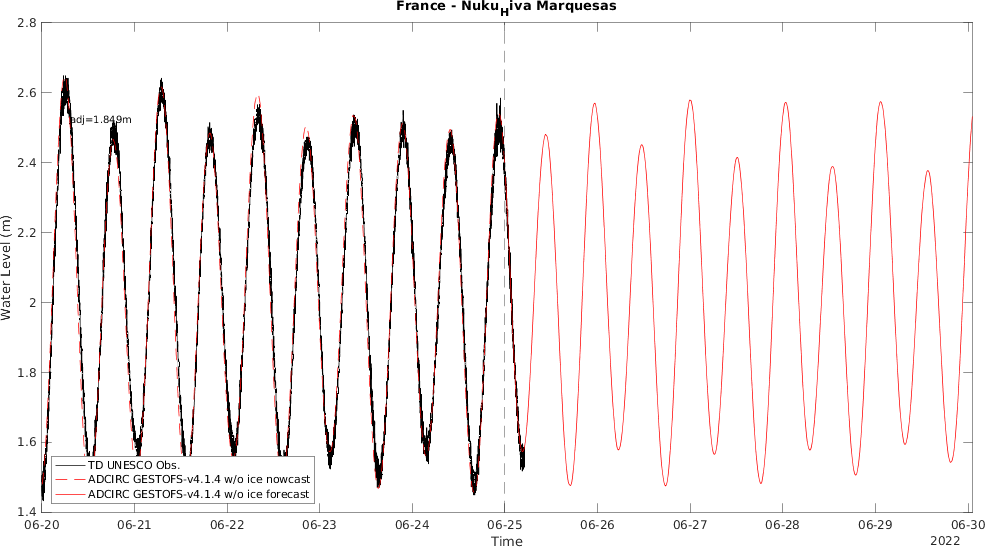 France - Nuku_Hiva Marquesas
2.8
2.6
adj=1.849m
2.4
2.2
2
1.8
1.6
1.4
Water Level (m)
TD UNESCO Obs.
ADCIRC GESTOFS-v4.1.4 w/o ice nowcast
ADCIRC GESTOFS-v4.1.4 w/o ice forecast
06-20 06-21 06-22 06-23 06-24 06-25 06-26 06-27 06-28 06-29 06-30
Time
2022